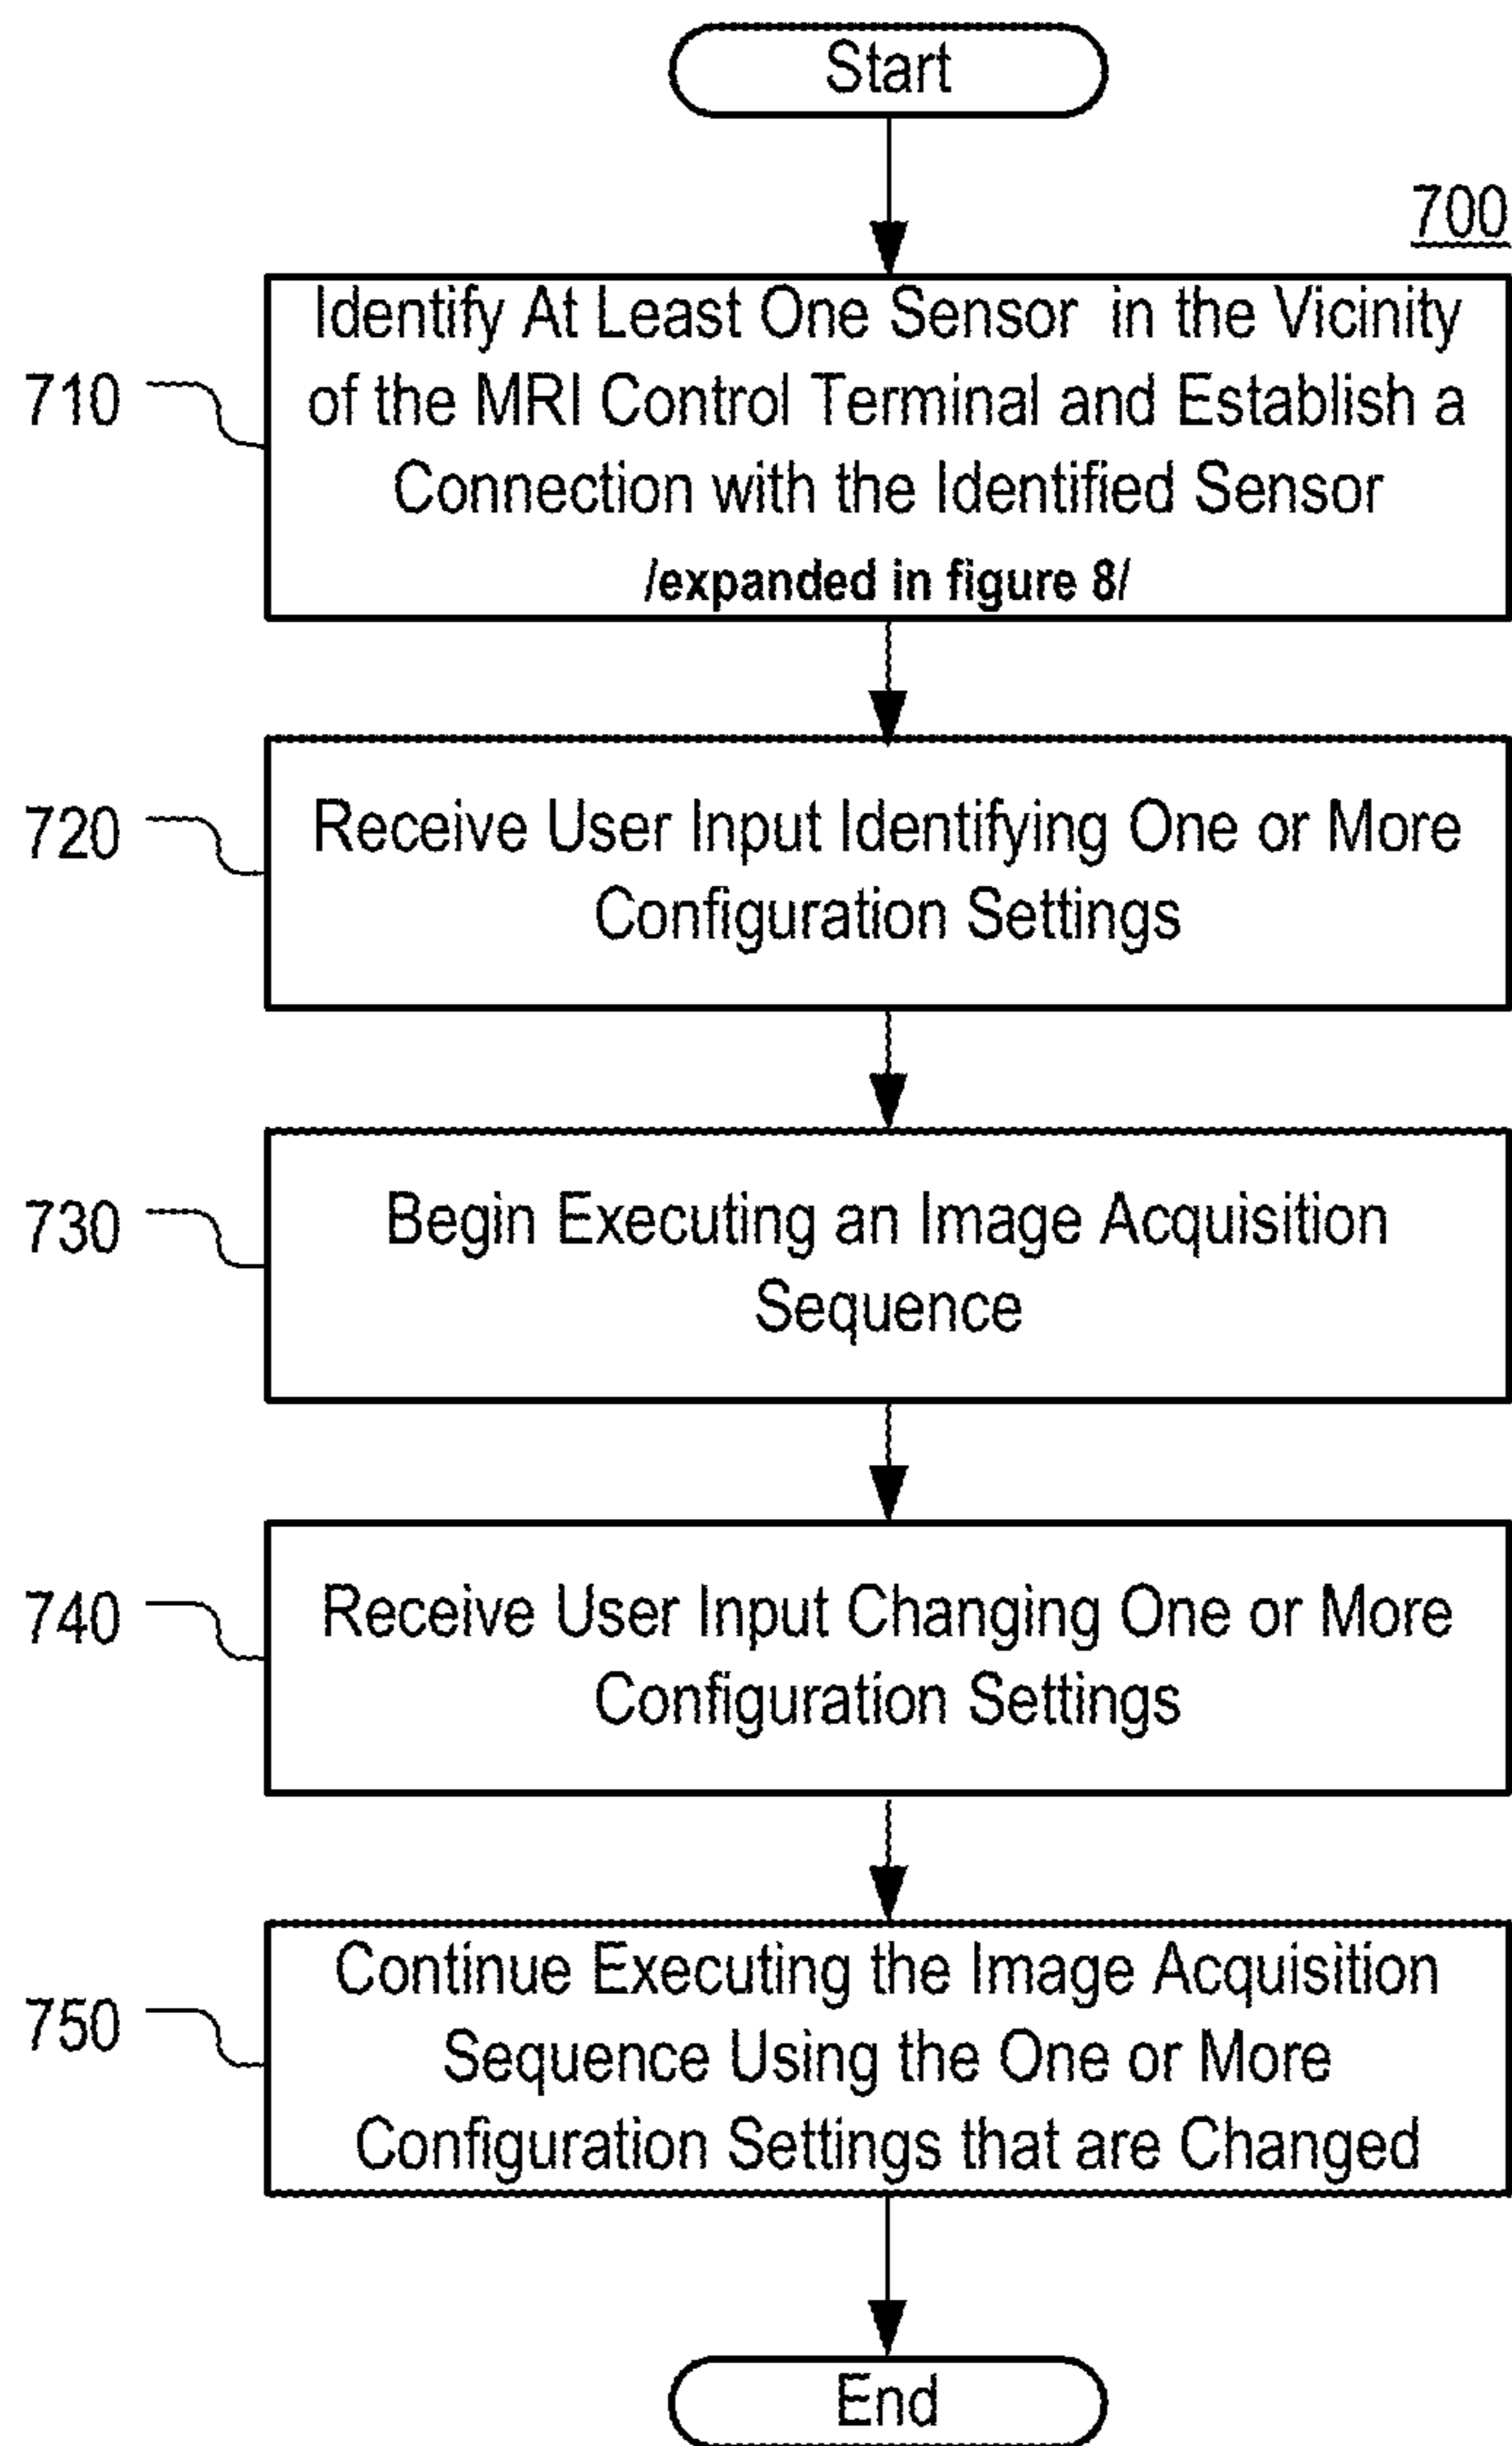 Start
700
710
Identify At Least One Sensor in the Vicinity
of the MRI Control Terminal and Establish a
Connection with the Identified Sensor
/expanded in figure 8/
720
Receive User Input Identifying One or More
Configuration Settings
730
Begin Executing an Image Acquisition
Sequence
740
Receive User Input Changing One or More
Configuration Settings
750
Continue Executing the Image Acquisition
Sequence Using the One or More
Configuration Settings that are Changed
End